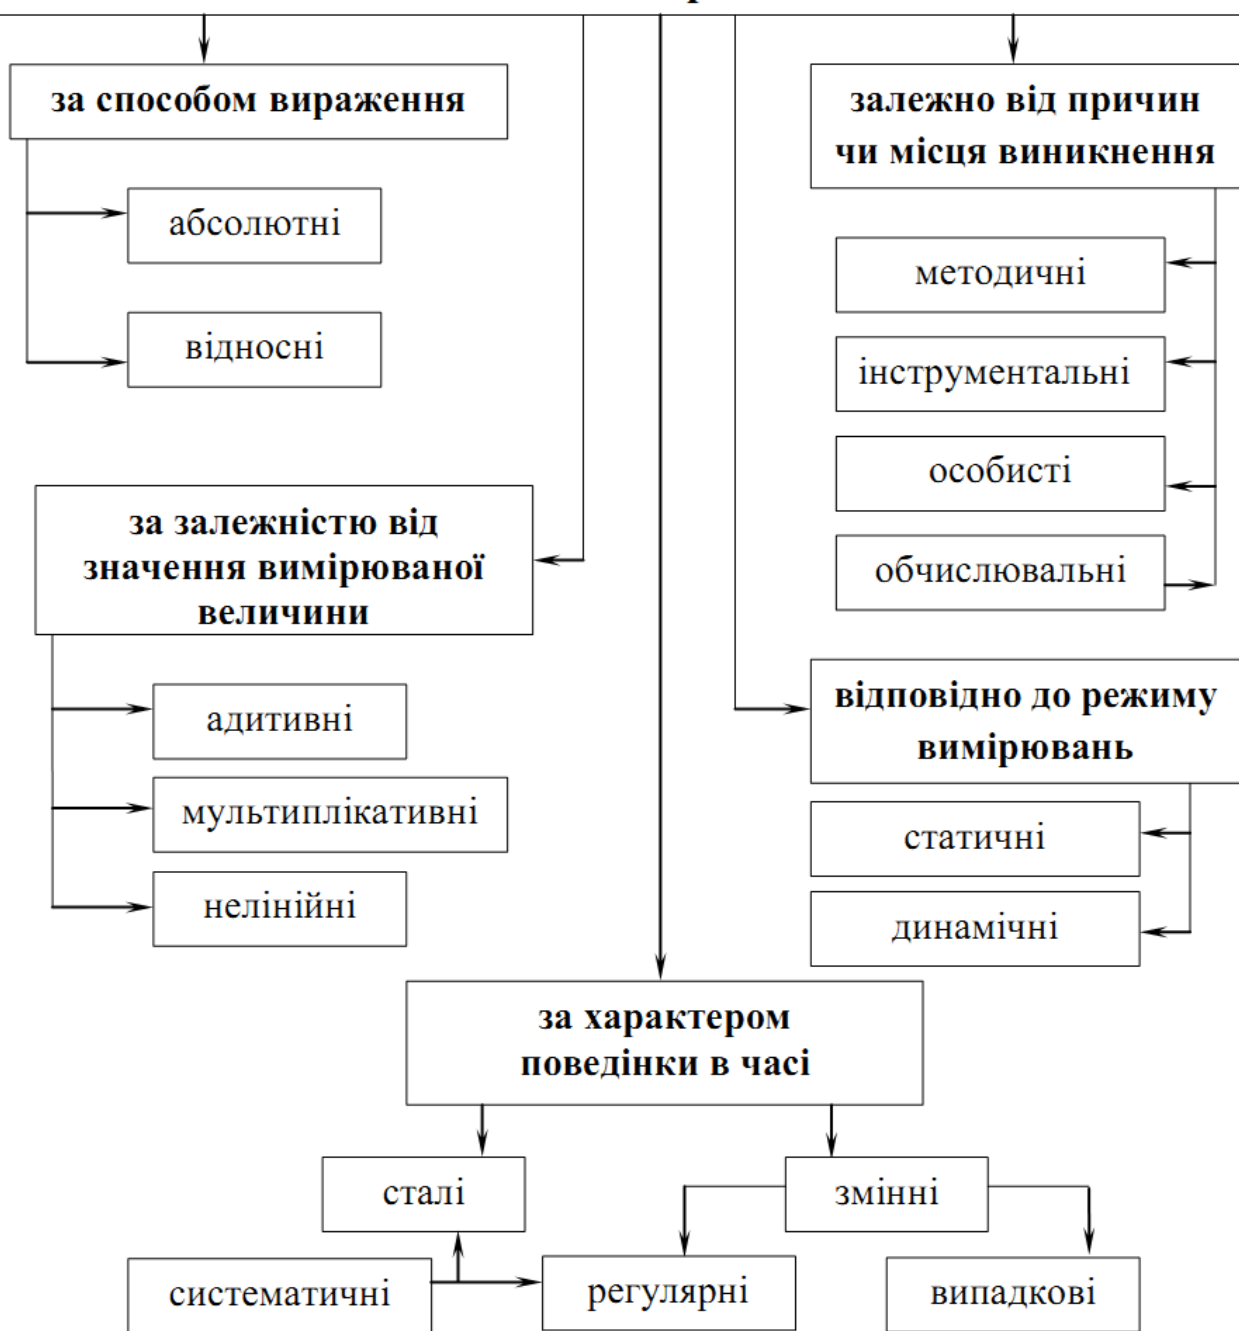 за способом вираження
абсолютні
відносні
за залежністю від
значення вимірюваної
величини
адитивні
мультиплікативні
нелінійні
залежно від причин
чи місця виникнення
методичні
інструментальні
особисті
обчислювальні
відповідно до режиму
вимірювань
статичні
динамічні
за характером
поведінки в часі
сталі
змінні
систематичні
регулярні
випадкові